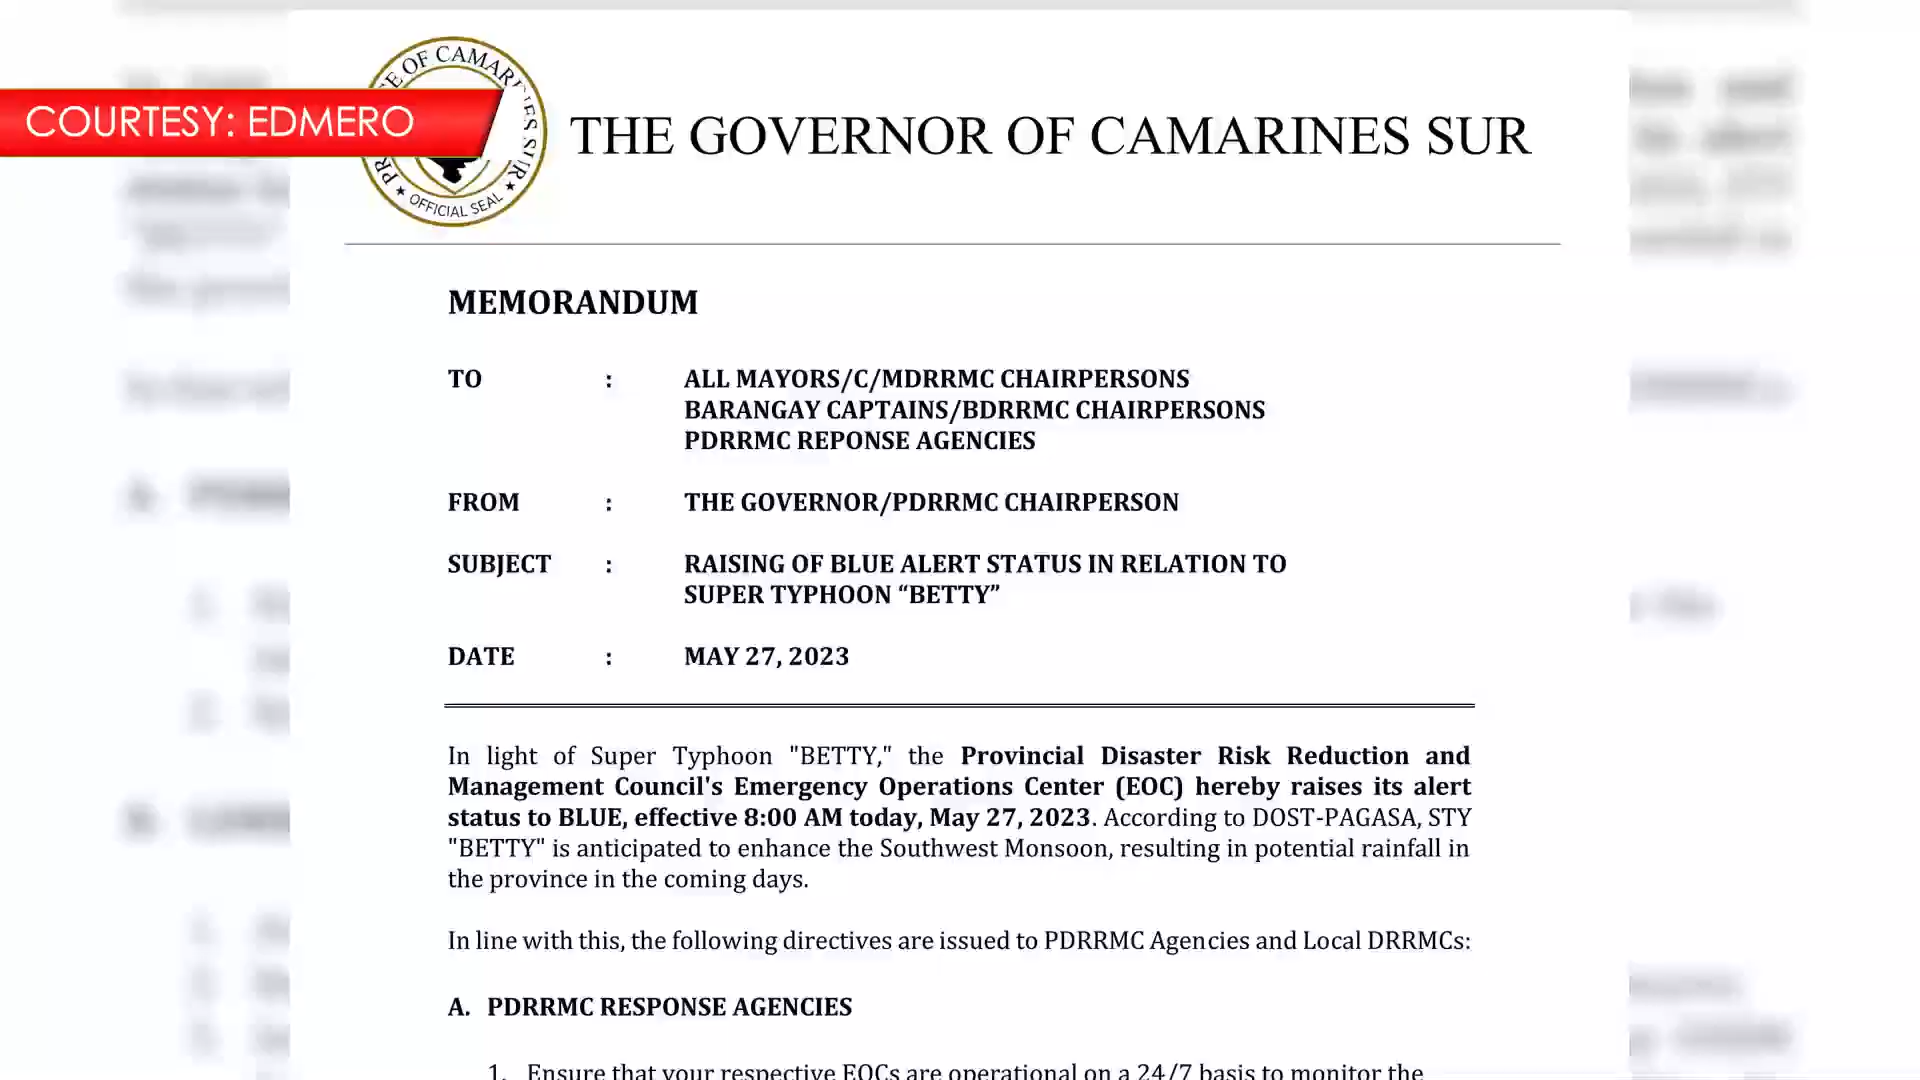 COURTESY: EDMERO
OF CAMARINES SUR
OFFICIAL SEAL
THE GOVERNOR OF CAMARINES SUR
MEMORANDUM
TO : ALL MAYORS/C/MDRRMC CHAIRPERSONS
BARANGAY CAPTAINS/BDRRMC CHAIRPERSONS
PDRRMC REPONSE AGENCIES
FROM : THE GOVERNOR/PDRRMC CHAIRPERSON
SUBJECT : RAISING OF BLUE ALERT STATUS IN RELATION TO
SUPER TYPHOON “BETTY”
DATE : MAY 27, 2023
In light of Super Typhoon "BETTY," the Provincial Disaster Risk Reduction and
Management Council's Emergency Operations Center (EOC) hereby raises its alert
status to BLUE, effective 8:00 AM today, May 27, 2023. According to DOST-PAGASA, STY
"BETTY" is anticipated to enhance the Southwest Monsoon, resulting in potential rainfall in
the province in the coming days.
In line with this, the following directives are issued to PDRRMC Agencies and Local DRRMCs:
A. PDRRMC RESPONSE AGENCIES
1. Ensure that your respective EOCs are operational on a 24/7 basis to monitor the